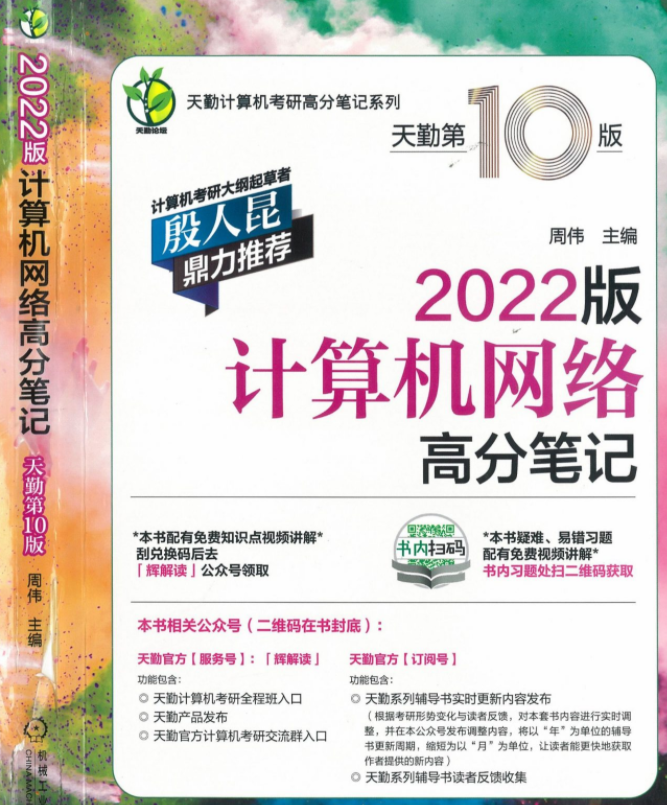 2022版 计算机网络高分笔记 天勤第10版 周伟 主编
机械工业
CHINA MACH
天勤论坛
天勤计算机考研高分笔记系列
天勤第10版
计算机考研大纲起草者
殷人昆
鼎力推荐
周伟 主编
2022版
计算机网络
高分笔记
*本书配有免费知识点视频讲解*
刮兑换码后去
「辉解读」公众号领取
书内扫码
*本书疑难、易错习题
配有免费视频讲解*
书内习题处扫二维码获取
本书相关公众号(二维码在书封底):
天勤官方【服务号】:「辉解读」
功能包含:
◎ 天勤计算机考研全程班入口
◎ 天勤产品发布
◎ 天勤官方计算机考研交流群入口
天勤官方【订阅号】
功能包含:
◎ 天勤系列辅导书实时更新内容发布
(根据考研形势变化与读者反馈,对本套书内容进行实时调
整,并在本公众号发布调整内容,将以“年”为单位的辅导
书更新周期,缩短为以“月”为单位,让读者能更快地获取
作者提供的新内容)
◎ 天勤系列辅导书读者反馈收集